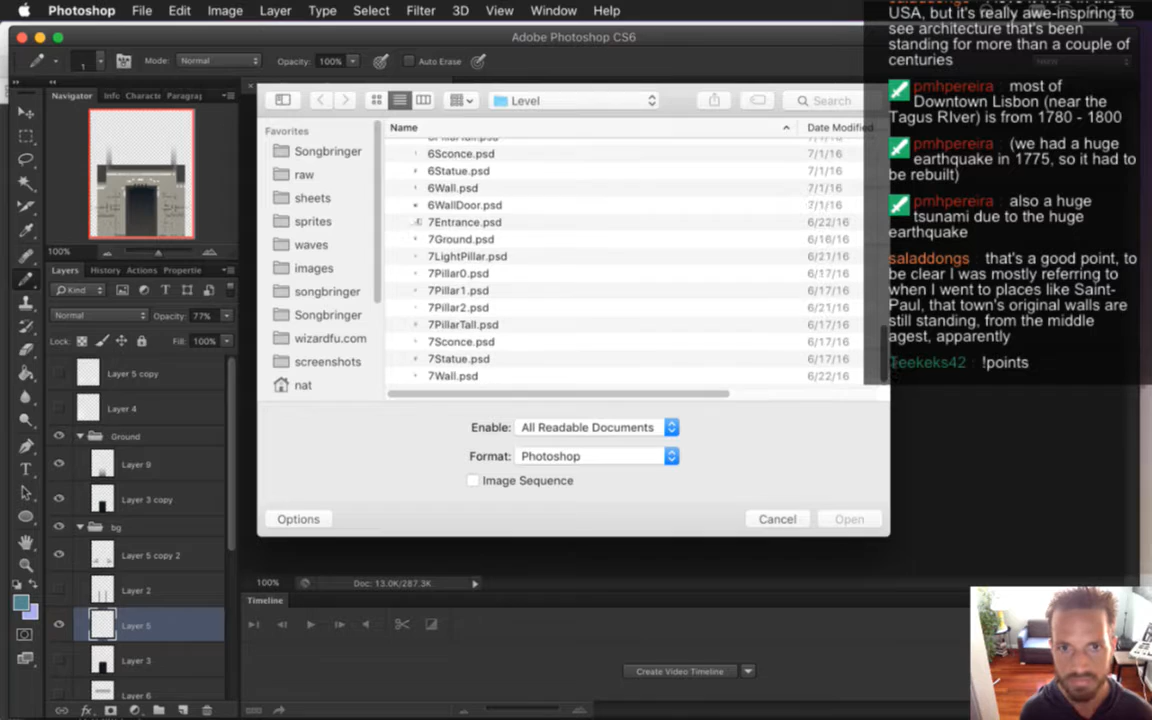 Photoshop File Edit Image Layer Type Select Filter 3D View Window Help
Adobe Photoshop CS6
1 Mode: Normal Opacity: 100% Auto Erase
Navigator Info Characte Paragraj
100%
Layers History Actions Propertie
Kind
Normal Opacity: 77%
Lock: Fill: 100%
Layer 5 copy
Layer 4
Ground
Layer 9
Layer 3 copy
bg
Layer 5 copy 2
Layer 2
Layer 5
Layer 3
Layer 6
Level
Search
Favorites
Songbringer
raw
sheets
sprites
waves
images
songbringer
Songbringer
wizardfu.com
screenshots
nat
Name Date Modified
6Sconce.psd 7/1/16
6Statue.psd 7/1/16
6Wall.psd 7/1/16
6WallDoor.psd 7/1/16
7Entrance.psd 6/22/16
7Ground.psd 6/16/16
7LightPillar.psd 6/21/16
7Pillar0.psd 6/17/16
7Pillar1.psd 6/17/16
7Pillar2.psd 6/21/16
7PillarTall.psd 6/17/16
7Sconce.psd 6/17/16
7Statue.psd 6/17/16
7Wall.psd 6/22/16
Enable: All Readable Documents
Format: Photoshop
Image Sequence
Options Cancel Open
100% Doc: 13.0K/287.3K
Timeline
Create Video Timeline
USA, but it's really awe-inspiring to
see architecture that's been
standing for more than a couple of
centuries
pmhpereira most of
Downtown Lisbon (near the
Tagus RIver) is from 1780 - 1800
pmhpereira (we had a huge
earthquake in 1775, so it had to
be rebuilt)
pmhpereira also a huge
tsunami due to the huge
earthquake
saladdongs that's a good point, to
be clear I was mostly referring to
when I went to places like Saint-
Paul, that town's original walls are
still standing, from the middle
agest, apparently
Teekeks42 !points